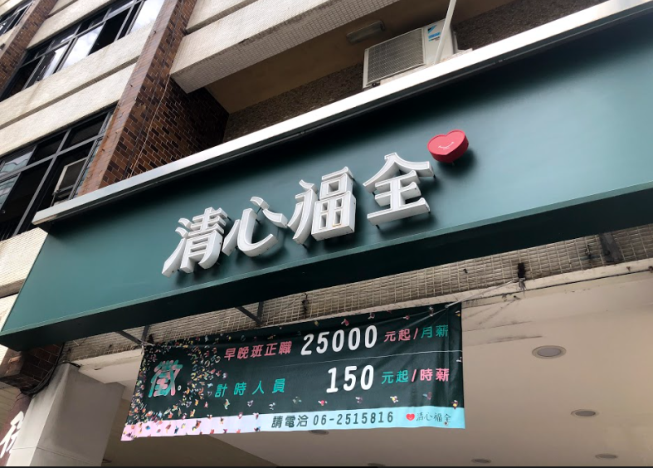 清心福全
徵
早晚班正職 25000 元起/月薪
計時人員 150 元起/時薪
請電洽 06-2515816 清心福全